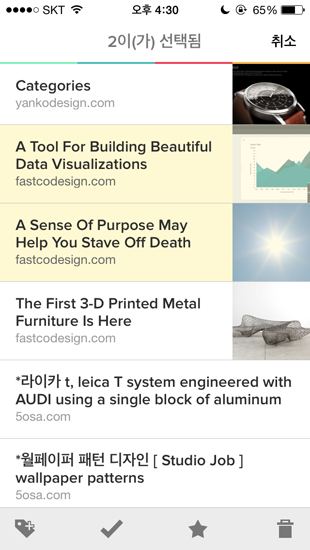 SKT 오후 4:30 65%
2이(가) 선택됨 취소
Categories
yankodesign.com
A Tool For Building Beautiful
Data Visualizations
fastcodesign.com
A Sense Of Purpose May
Help You Stave Off Death
fastcodesign.com
The First 3-D Printed Metal
Furniture Is Here
fastcodesign.com
*라이카 t, leica T system engineered with
AUDI using a single block of aluminum
5osa.com
*월페이퍼 패턴 디자인 [ Studio Job ]
wallpaper patterns
5osa.com